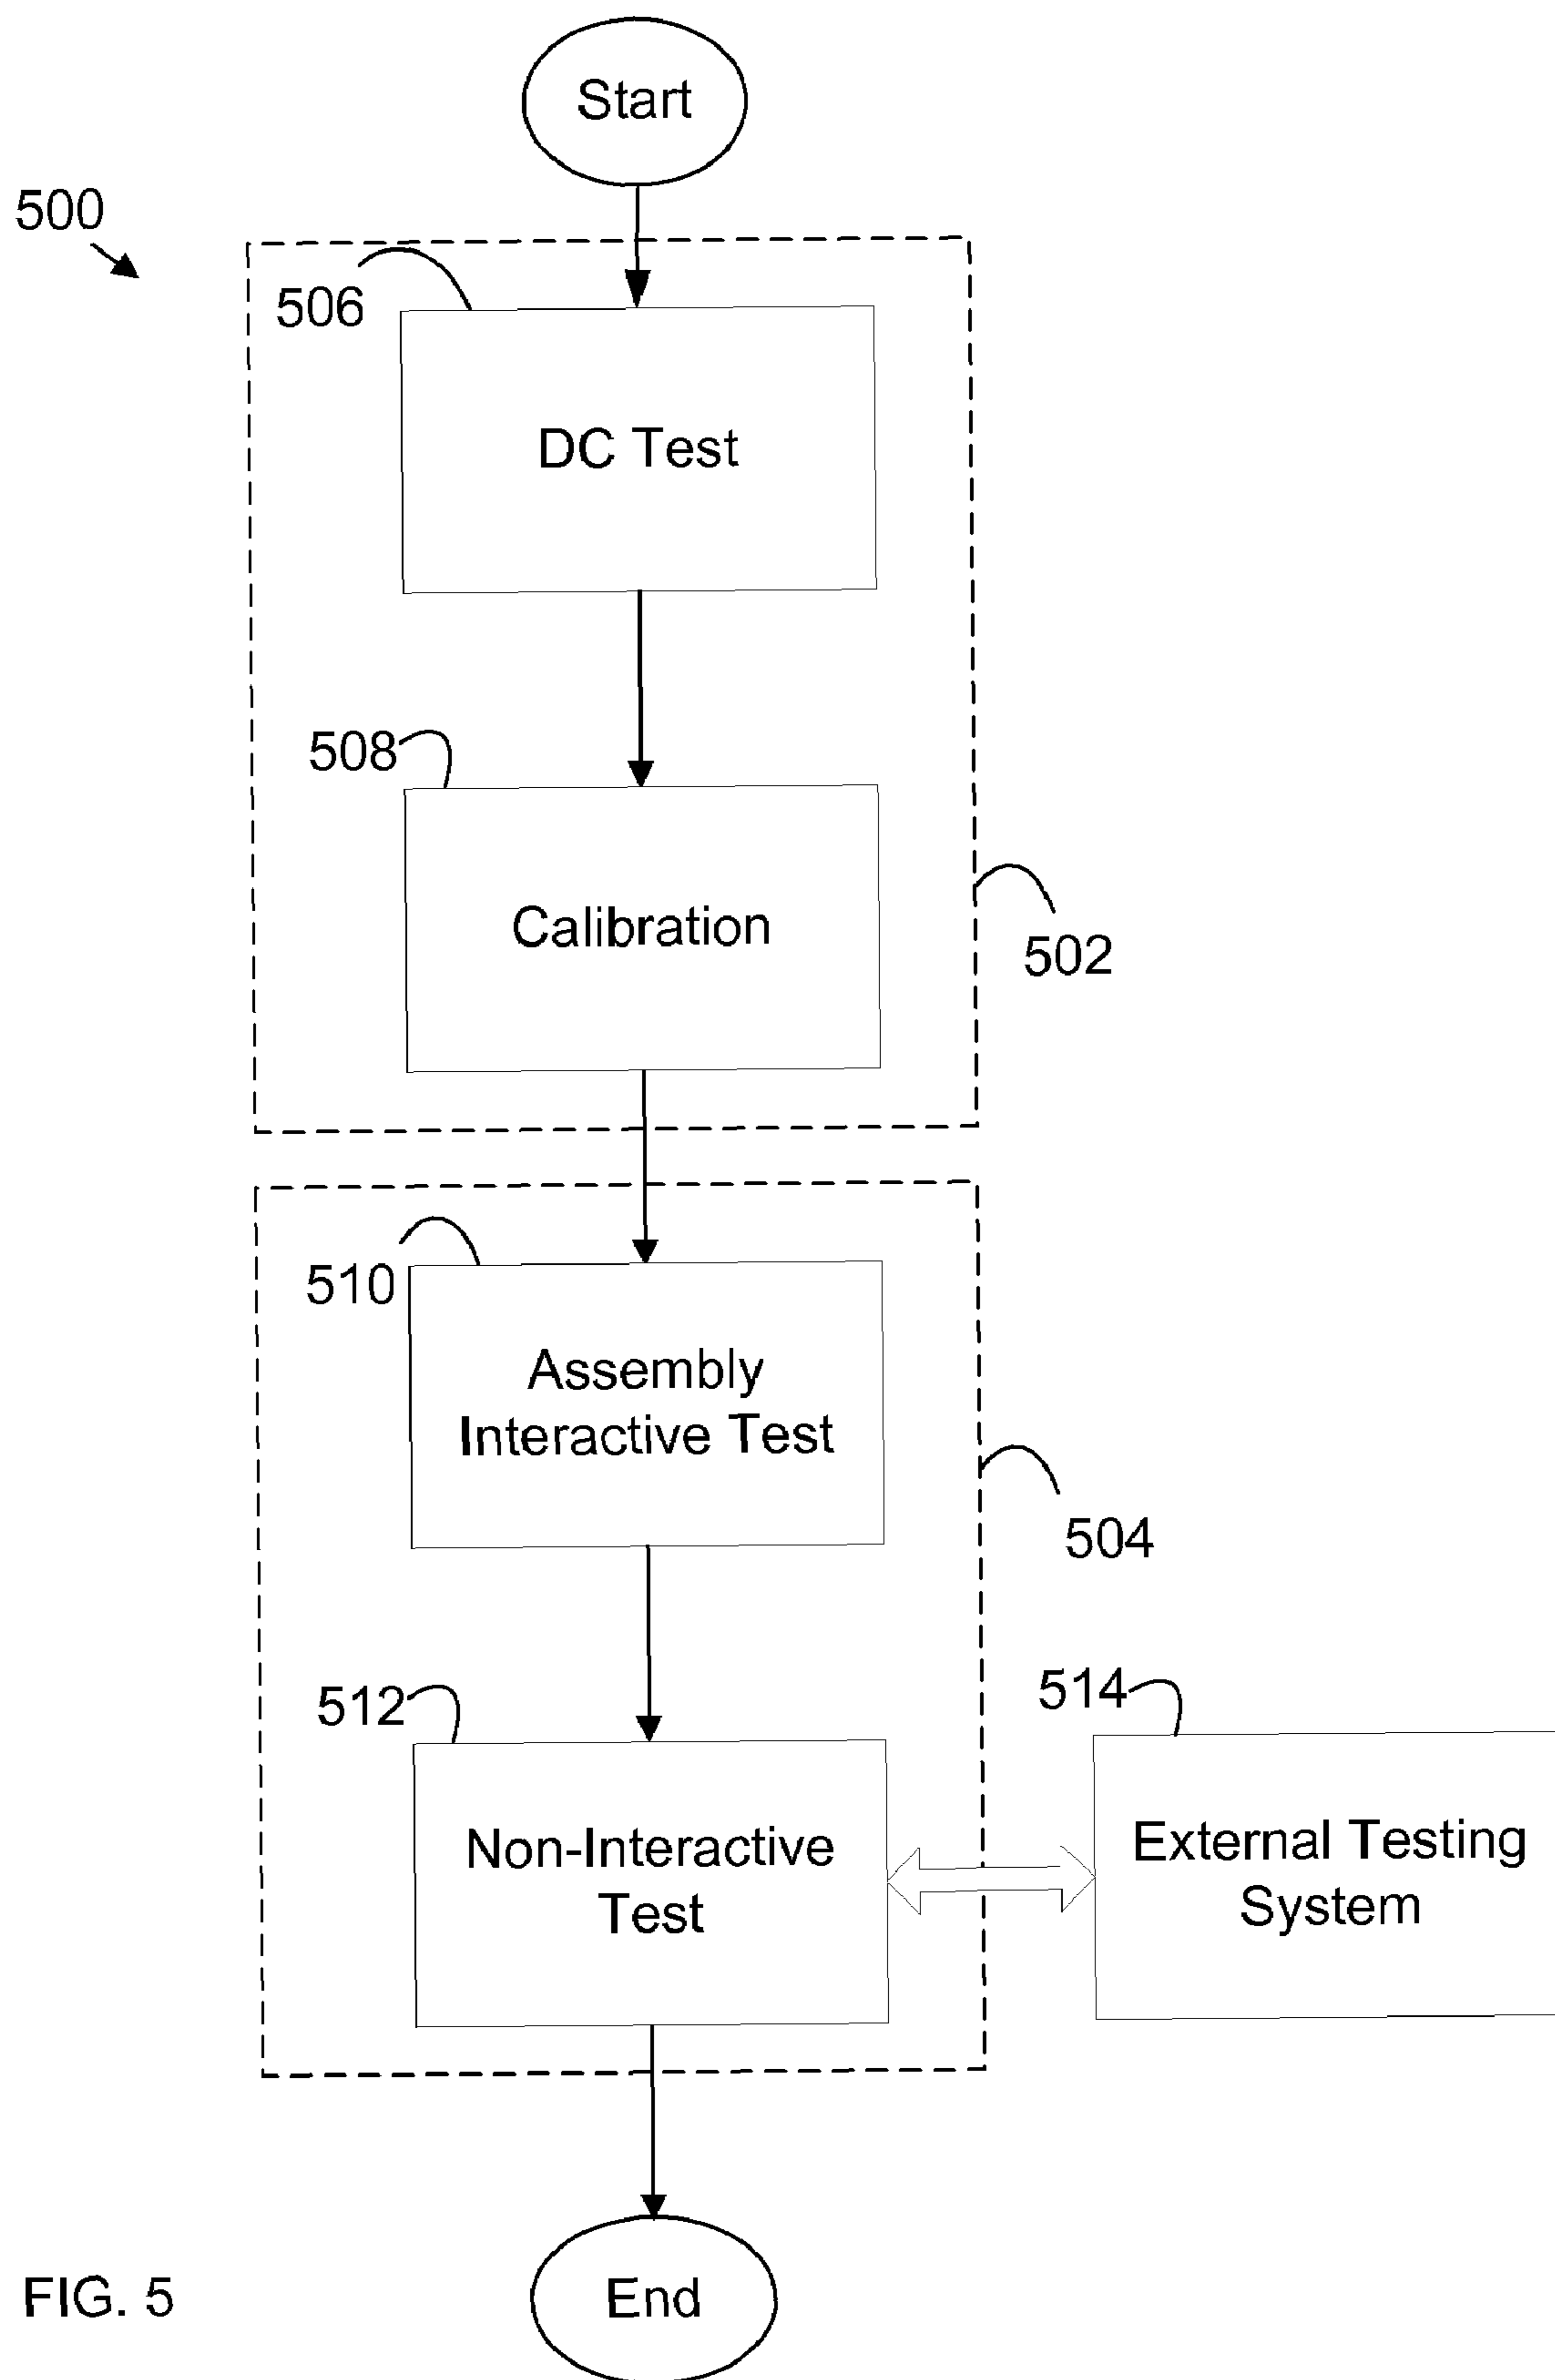 Start
500
506
DC Test
508
Calibration
502
510
Assembly
Interactive Test
504
512
514
Non-Interactive
Test
External Testing
System
End
FIG. 5